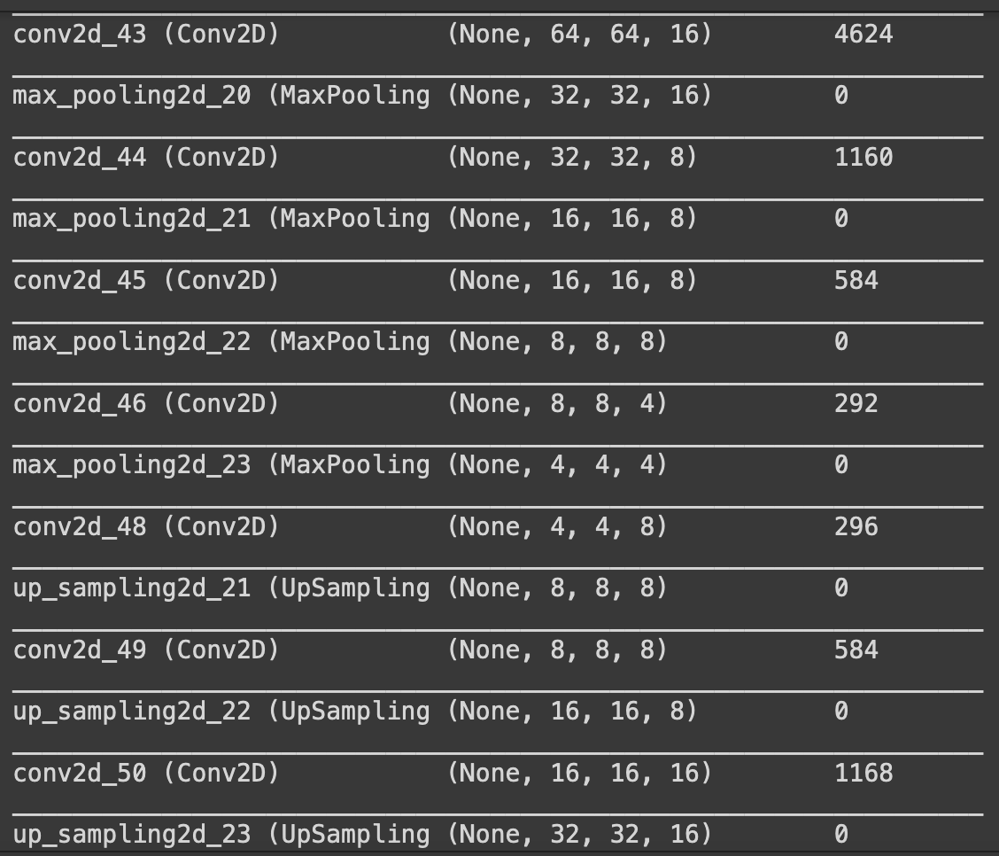 conv2d_43 (Conv2D) (None, 64, 64, 16) 4624
max_pooling2d_20 (MaxPooling (None, 32, 32, 16) 0
conv2d_44 (Conv2D) (None, 32, 32, 8) 1160
max_pooling2d_21 (MaxPooling (None, 16, 16, 8) 0
conv2d_45 (Conv2D) (None, 16, 16, 8) 584
max_pooling2d_22 (MaxPooling (None, 8, 8, 8) 0
conv2d_46 (Conv2D) (None, 8, 8, 4) 292
max_pooling2d_23 (MaxPooling (None, 4, 4, 4) 0
conv2d_48 (Conv2D) (None, 4, 4, 8) 296
up_sampling2d_21 (UpSampling (None, 8, 8, 8) 0
conv2d_49 (Conv2D) (None, 8, 8, 8) 584
up_sampling2d_22 (UpSampling (None, 16, 16, 8) 0
conv2d_50 (Conv2D) (None, 16, 16, 16) 1168
up_sampling2d_23 (UpSampling (None, 32, 32, 16) 0